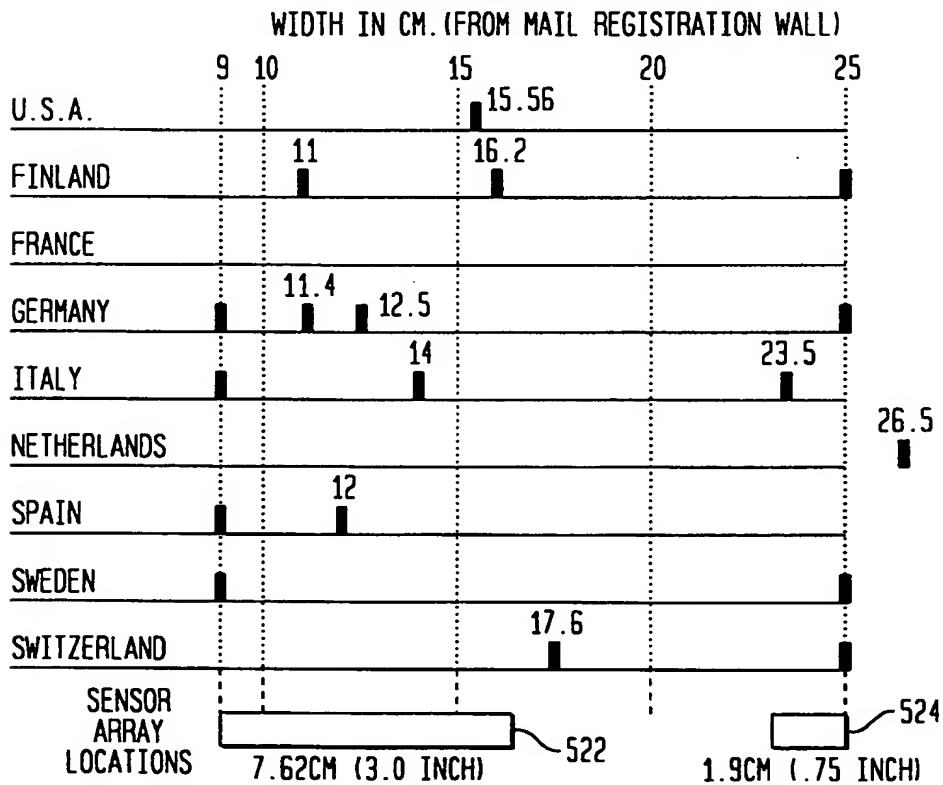 WIDTH IN CM. (FROM MAIL REGISTRATION WALL)
9 10 15 20 25
U.S.A. 15.56
FINLAND 11 16.2
FRANCE
GERMANY 11.4 12.5
ITALY 14 23.5
NETHERLANDS 26.5
SPAIN 12
SWEDEN
SWITZERLAND 17.6
SENSOR
ARRAY
LOCATIONS
522
524
7.62CM (3.0 INCH) 1.9CM (.75 INCH)